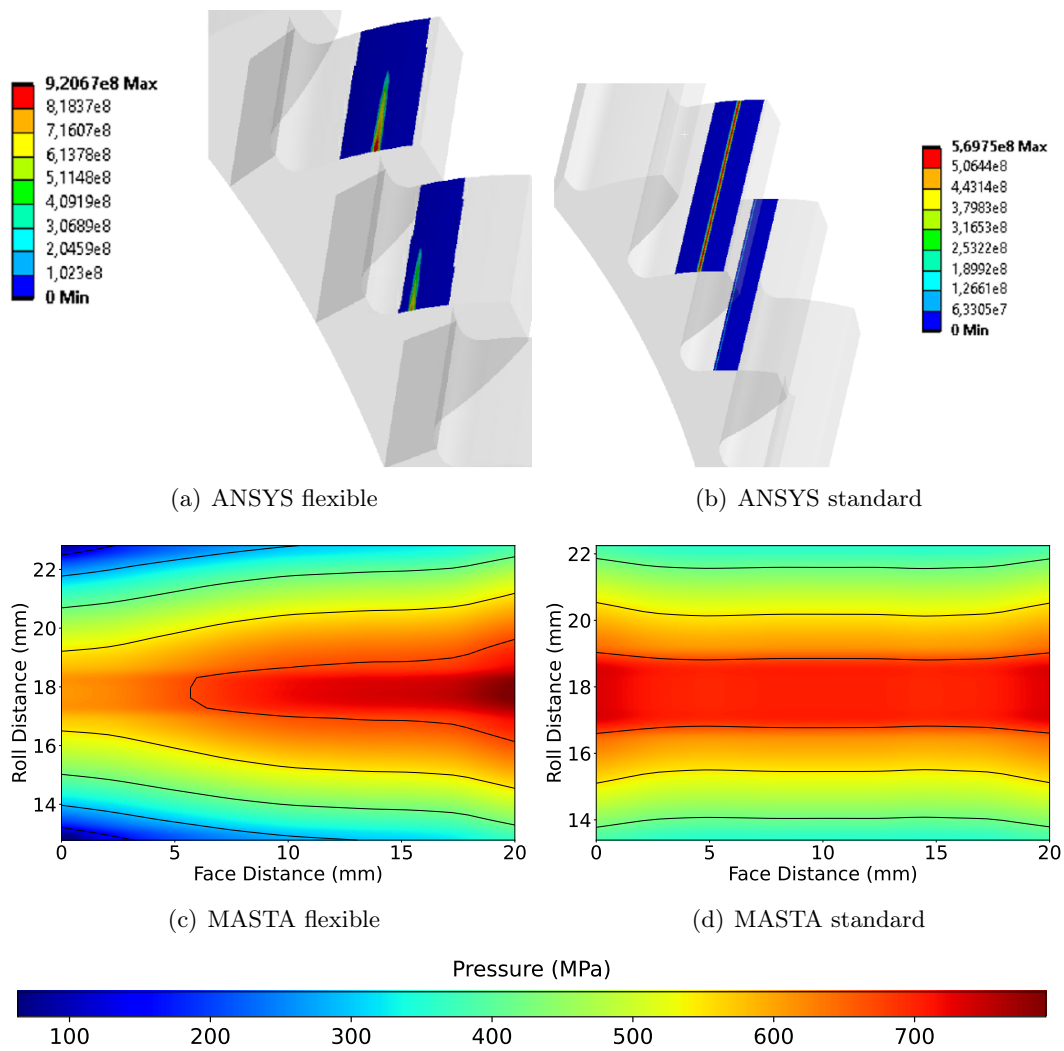 9,2067e8 Max
8,1837e8
7,1607e8
6,1378e8
5,1148e8
4,0919e8
3,0689e8
2,0459e8
1,023e8
0 Min
5,6975e8 Max
5,0644e8
4,4314e8
3,7983e8
3,1653e8
2,5322e8
1,8992e8
1,2661e8
6,3305e7
0 Min
(a) ANSYS flexible
(b) ANSYS standard
Roll Distance (mm)
22
20
18
16
14
0 5 10 15 20
Face Distance (mm)
Roll Distance (mm)
22
20
18
16
14
0 5 10 15 20
Face Distance (mm)
(c) MASTA flexible
(d) MASTA standard
Pressure (MPa)
100 200 300 400 500 600 700